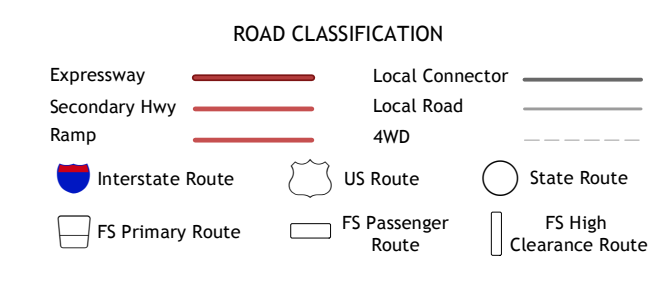 ROAD CLASSIFICATION
Expressway
Local Connector
Secondary Hwy
Local Road
Ramp
4WD
Interstate Route
US Route
State Route
FS Primary Route
FS Passenger
Route
FS High
Clearance Route